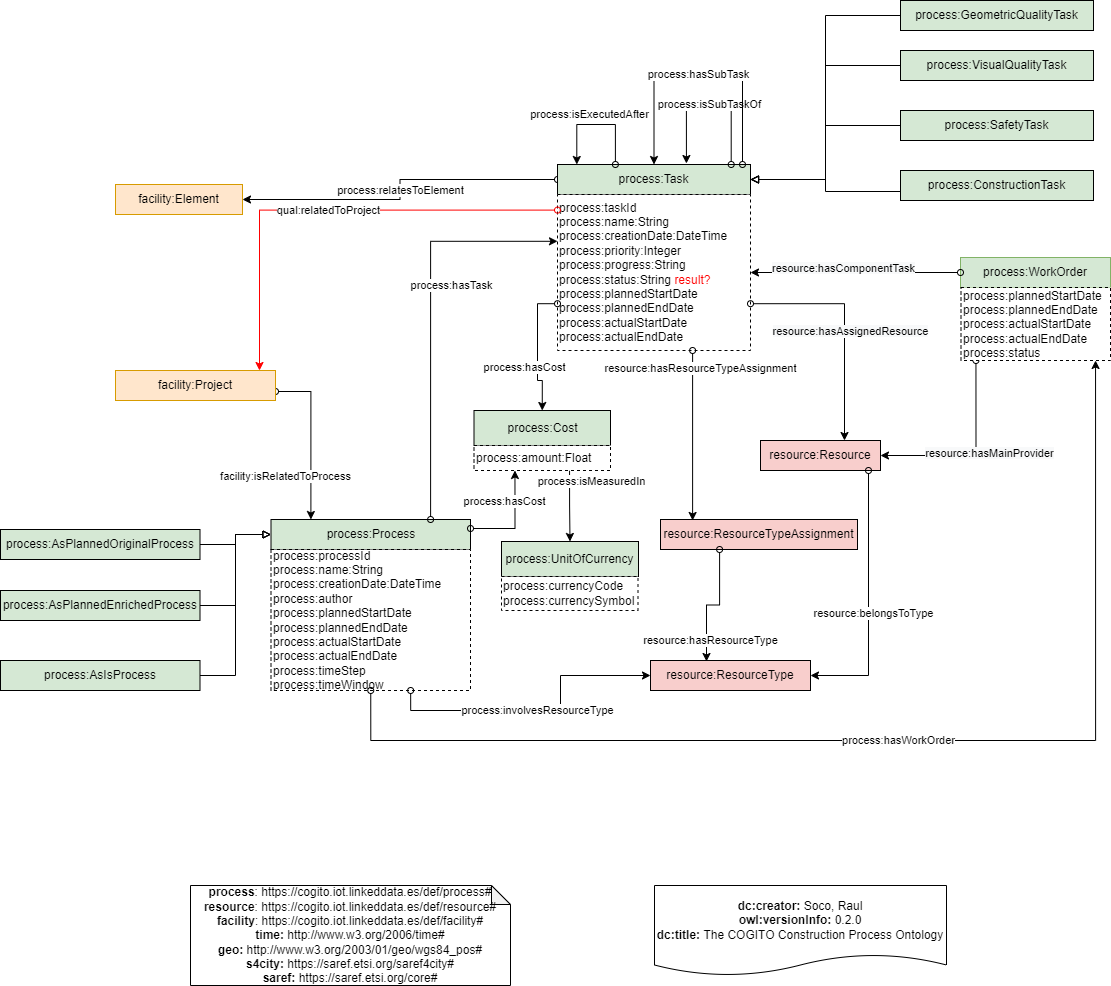 process:GeometricQualityTask
process:VisualQualityTask
process:SafetyTask
process:ConstructionTask
process:hasSubTask
process:isSubTaskOf
process:isExecutedAfter
process:Task
process:taskId
process:name:String
process:creationDate:DateTime
process:priority:Integer
process:progress:String
process:status:String result?
process:plannedStartDate
process:plannedEndDate
process:actualStartDate
process:actualEndDate
process:relatesToElement
facility:Element
qual:relatedToProject
process:hasTask
resource:hasComponentTask
process:WorkOrder
process:plannedStartDate
process:plannedEndDate
process:actualStartDate
process:actualEndDate
process:status
resource:hasAssignedResource
process:hasCost
resource:hasResourceTypeAssignment
facility:Project
process:Cost
process:amount:Float
resource:Resource
resource:hasMainProvider
facility:isRelatedToProcess
process:isMeasuredIn
process:hasCost
process:AsPlannedOriginalProcess
process:AsPlannedEnrichedProcess
process:AsIsProcess
process:Process
process:processId
process:name:String
process:creationDate:DateTime
process:author
process:plannedStartDate
process:plannedEndDate
process:actualStartDate
process:actualEndDate
process:timeStep
process:timeWindow
process:UnitOfCurrency
process:currencyCode
process:currencySymbol
resource:ResourceTypeAssignment
resource:belongsToType
resource:hasResourceType
resource:ResourceType
process:involvesResourceType
process:hasWorkOrder
process: https://cogito.iot.linkeddata.es/def/process#
resource: https://cogito.iot.linkeddata.es/def/resource#
facility: https://cogito.iot.linkeddata.es/def/facility#
time: http://www.w3.org/2006/time#
geo: http://www.w3.org/2003/01/geo/wgs84_pos#
s4city: https://saref.etsi.org/saref4city#
saref: https://saref.etsi.org/core#
dc:creator: Soco, Raul
owl:versionInfo: 0.2.0
dc:title: The COGITO Construction Process Ontology